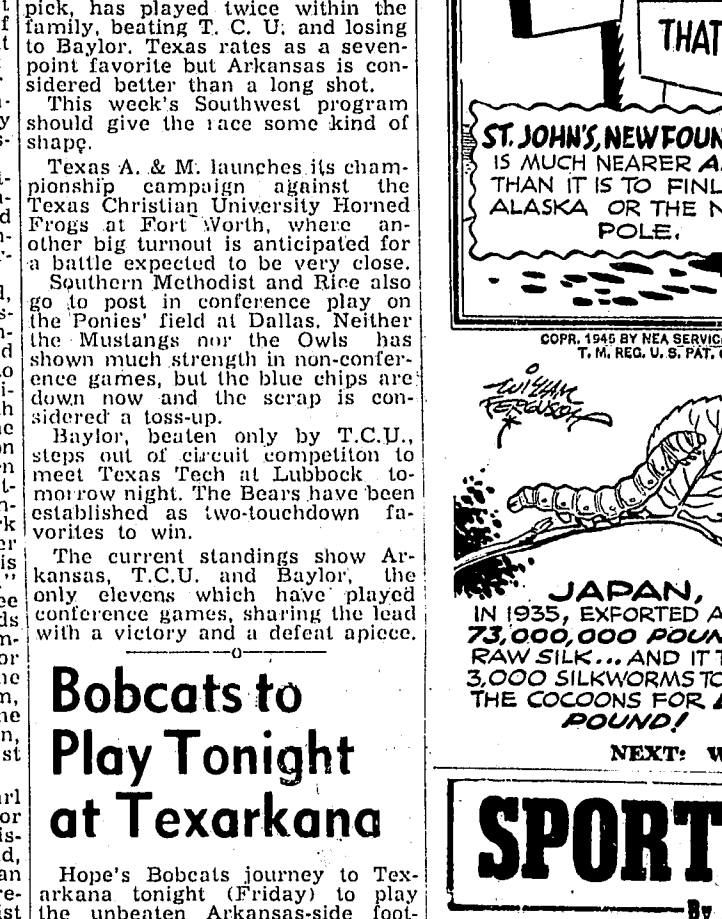 pick, has played twice within the
family, beating T. C. U. and losing
to Baylor. Texas rates as a seven-
point favorite but Arkansas is con-
sidered better than a long shot.
This week's Southwest program
should give the race some kind of
shape.
Texas A. & M. launches its cham-
pionship campaign against the
Texas Christian University Horned
Frogs at Fort Worth, where an-
other big turnout is anticipated for
a battle expected to be very close.
Southern Methodist and Rice also
go to post in conference play on
the Ponies' field at Dallas. Neither
the Mustangs nor the Owls has
shown much strength in non-confer-
ence games, but the blue chips are
down now and the scrap is con-
sidered a toss-up.
Baylor, beaten only by T.C.U.,
steps out of circuit competiton to
meet Texas Tech at Lubbock to-
morrow night. The Bears have been
established as two-touchdown fa-
vorites to win.
The current standings show Ar-
kansas, T.C.U. and Baylor, the
only elevens which have played
conference games, sharing the lead
with a victory and a defeat apiece.
Bobcats to
Play Tonight
at Texarkana
Hope's Bobcats journey to Tex-
arkana tonight (Friday) to play
the unbeaten Arkansas-side foot-
THAT
ST. JOHN'S, NEWFOUN
IS MUCH NEARER A
THAN IT IS TO FINL
ALASKA OR THE N
POLE.
COPR. 1945 BY NEA SERVIC
T. M. REG. U. S. PAT.
WILLIAM
FERGUSON
JAPAN,
IN 1935, EXPORTED A
73,000,000 POUN
RAW SILK... AND IT T
3,000 SILKWORMS TO
THE COCOONS FOR
POUND!
NEXT: W
SPORT
By